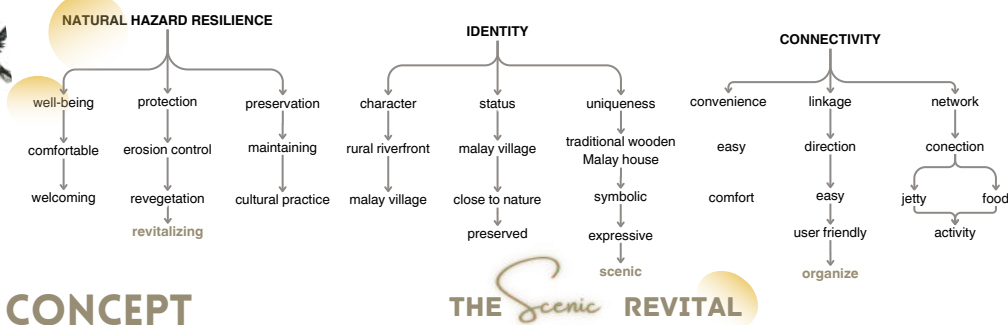 NATURAL HAZARD RESILIENCE
well-being
protection
preservation
comfortable
erosion control
maintaining
welcoming
revegetation
cultural practice
revitalizing
IDENTITY
character
status
uniqueness
rural riverfront
malay village
traditional wooden
Malay house
malay village
close to nature
symbolic
preserved
expressive
scenic
CONNECTIVITY
convenience
linkage
network
easy
direction
conection
comfort
easy
jetty
food
user friendly
activity
organize
CONCEPT
THE Scenic REVITAL